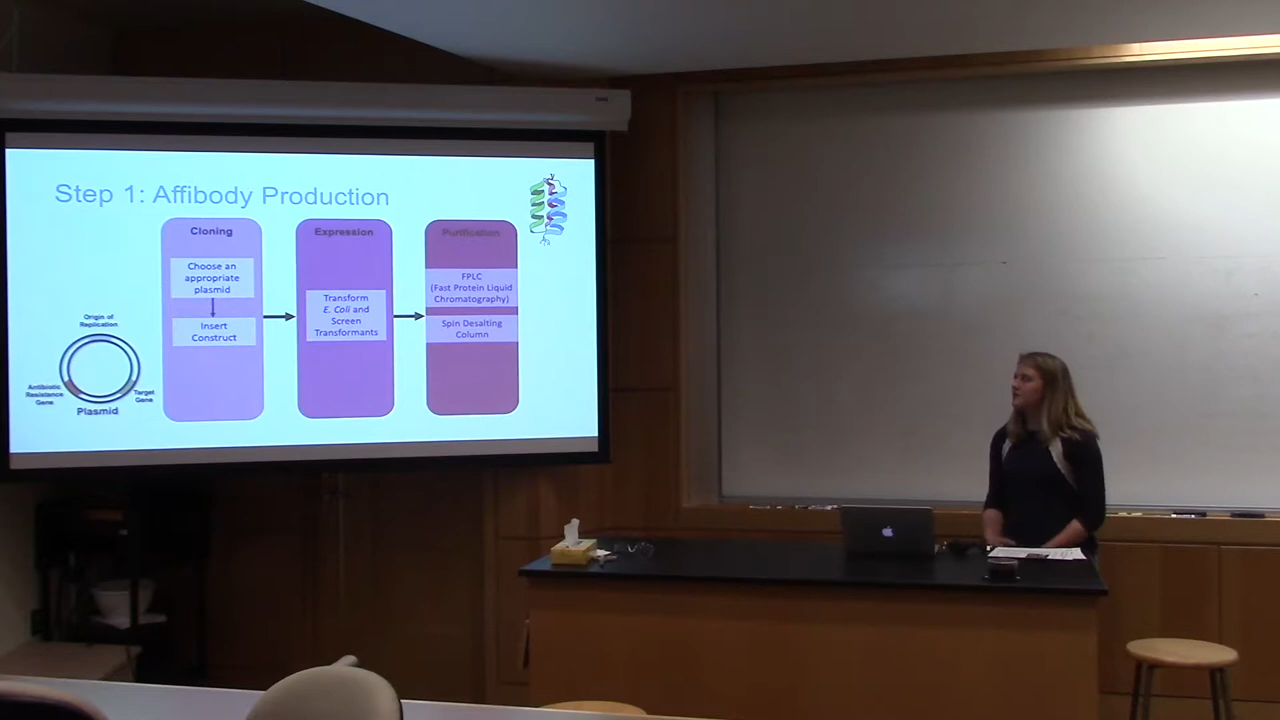 Step 1: Affibody Production
Cloning
Choose an
appropriate
plasmid
Insert
Construct
Expression
Transform
E. Coli and
Screen
Transformants
Purification
FPLC
(Fast Protein Liquid
Chromatography)
Spin Desalting
Column
Origin of
Replication
Antibiotic
Resistance
Gene
Target
Gene
Plasmid